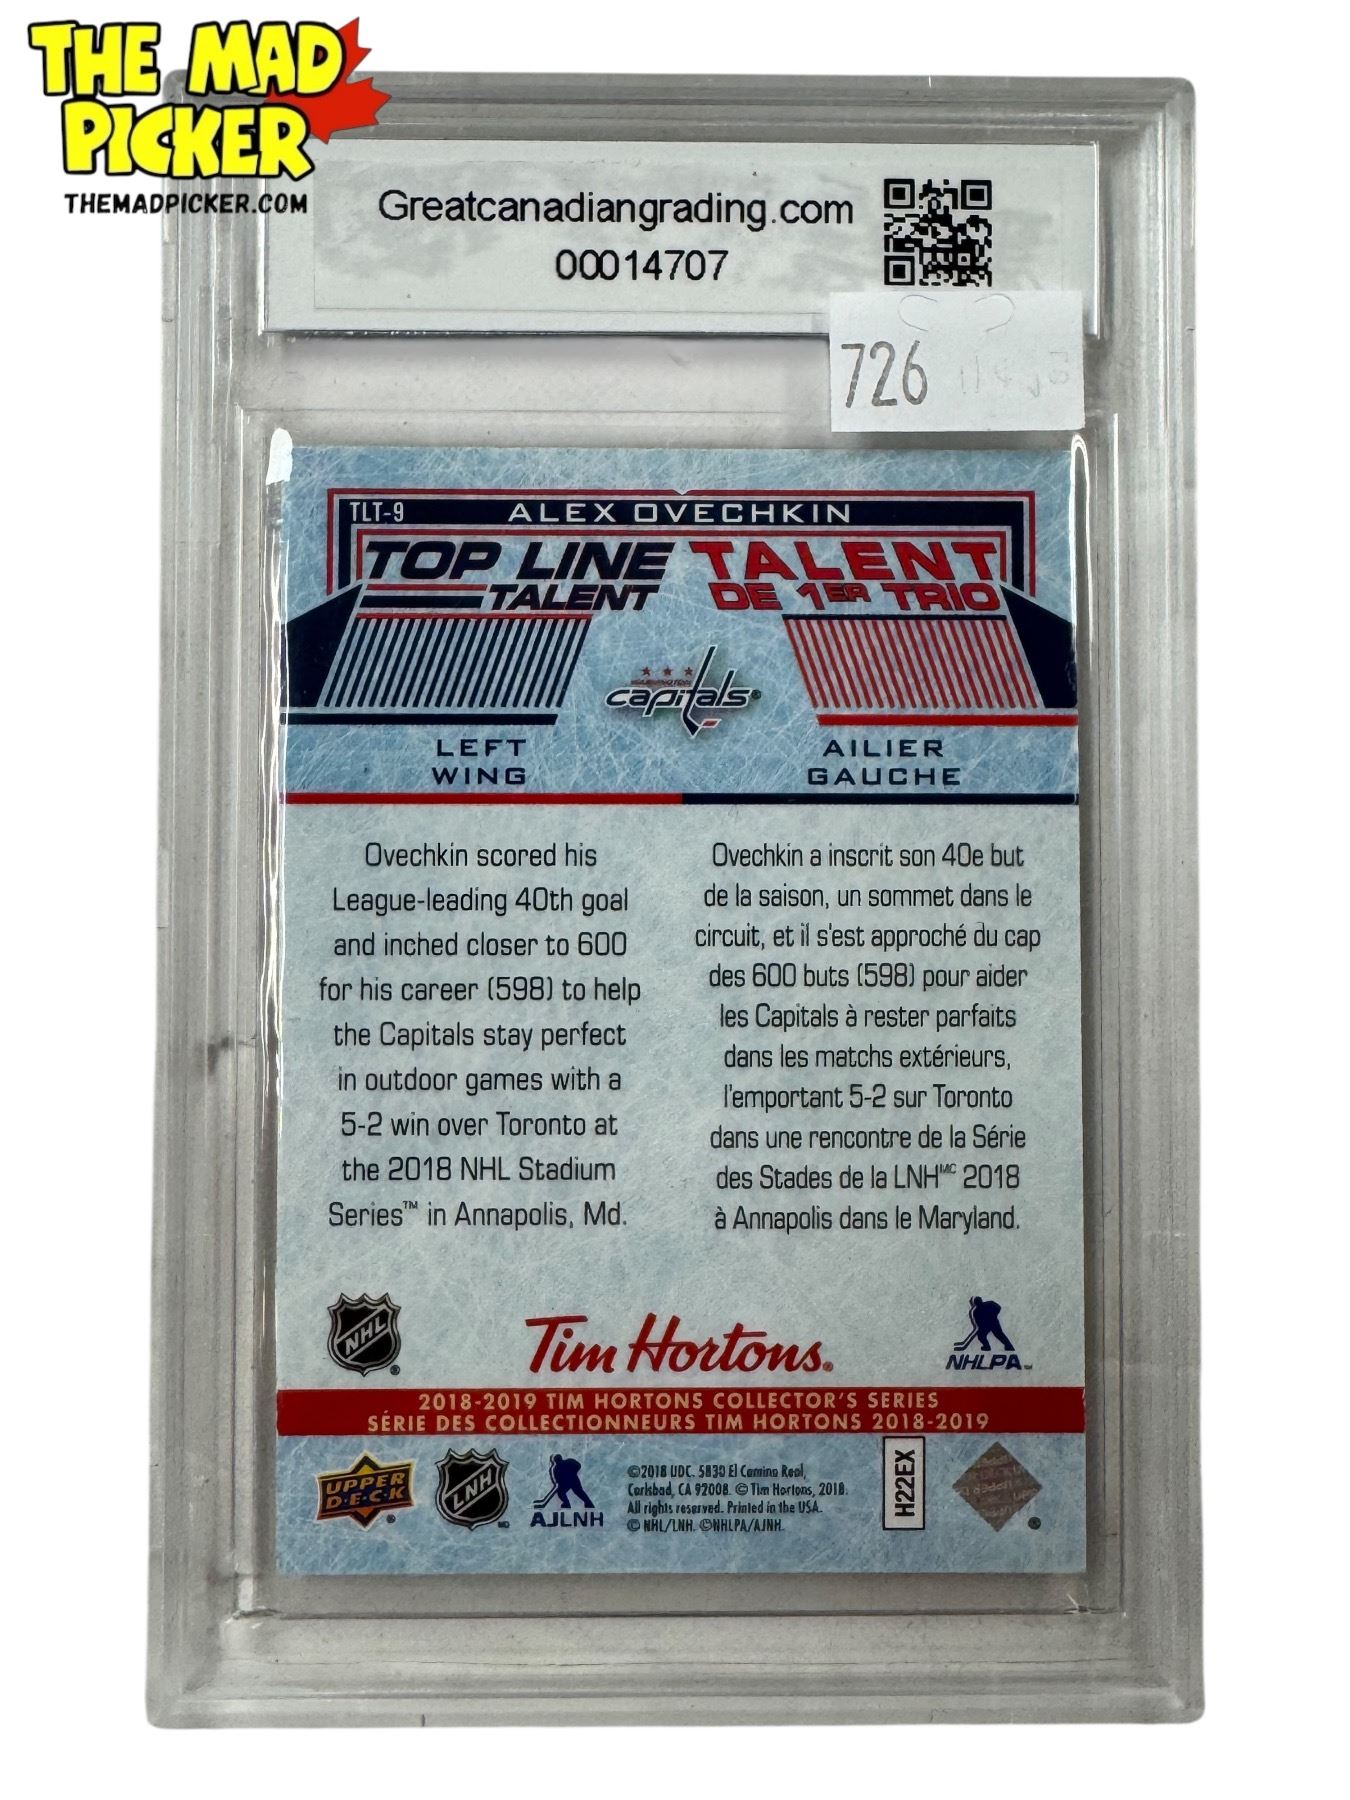 THE MAD
PICKER
THEMADPICKER.COM
Greatcanadiangrading.com
00014707
726
TLT-9
ALEX OVECHKIN
TOP LINE
TALENT
TALENT
DE 1ER TRIO
WASHINGTON
capitals®
LEFT
WING
AILIER
GAUCHE
Ovechkin scored his
League-leading 40th goal
and inched closer to 600
for his career (598) to help
the Capitals stay perfect
in outdoor games with a
5-2 win over Toronto at
the 2018 NHL Stadium
Series™ in Annapolis, Md.
Ovechkin a inscrit son 40e but
de la saison, un sommet dans le
circuit, et il s'est approché du cap
des 600 buts (598) pour aider
les Capitals à rester parfaits
dans les matchs extérieurs,
l'emportant 5-2 sur Toronto
dans une rencontre de la Série
des Stades de la LNHMC 2018
à Annapolis dans le Maryland.
NHL®
Tim Hortons®
NHLPA™
2018-2019 TIM HORTONS COLLECTOR'S SERIES
SÉRIE DES COLLECTIONNEURS TIM HORTONS 2018-2019
UPPER
DECK®
LNH
MD
AJLNH
©2018 UDC. 5830 El Camino Real,
Carlsbad, CA 92008. © Tim Hortons, 2018.
All rights reserved. Printed in the USA.
© NHL/LNH. ©NHLPA/AJNH.
H22EX